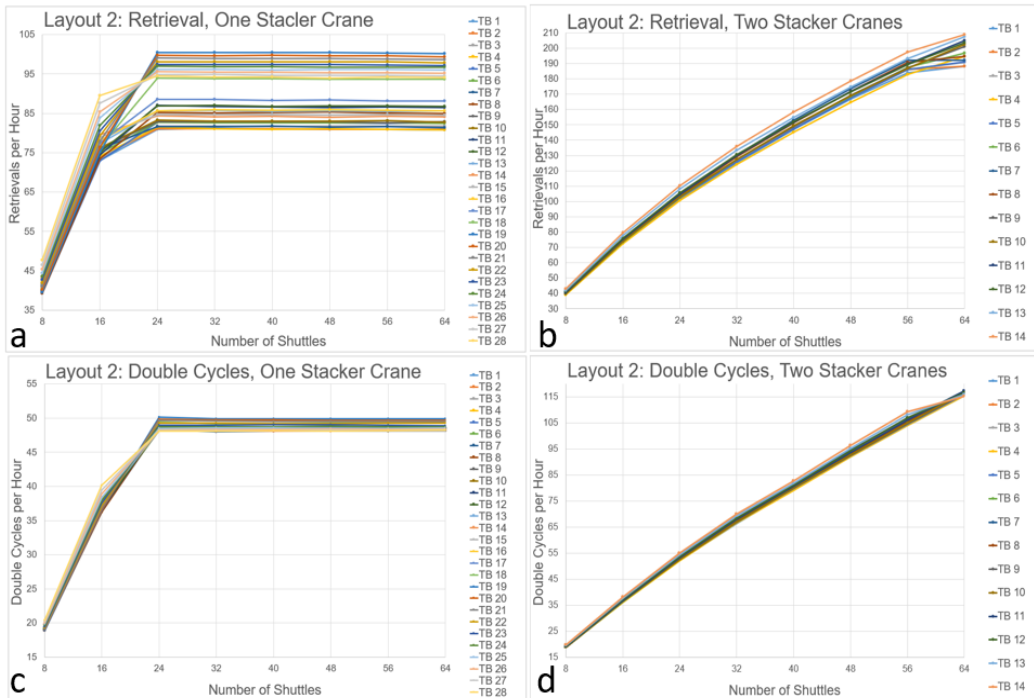 Layout 2: Retrieval, One Stacler Crane
105
95
85
75
65
55
45
35
Retrievals per Hour
8 16 24 32 40 48 56 64
Number of Shuttles
a
TB 1
TB 2
TB 3
TB 4
TB 5
TB 6
TB 7
TB 8
TB 9
TB 10
TB 11
TB 12
TB 13
TB 14
TB 15
TB 16
TB 17
TB 18
TB 19
TB 20
TB 21
TB 22
TB 23
TB 24
TB 25
TB 26
TB 27
TB 28
Layout 2: Retrieval, Two Stacker Cranes
210
200
190
180
170
160
150
140
130
120
110
100
90
80
70
60
50
40
30
Retrievals per Hour
8 16 24 32 40 48 56 64
Number of Shuttles
b
TB 1
TB 2
TB 3
TB 4
TB 5
TB 6
TB 7
TB 8
TB 9
TB 10
TB 11
TB 12
TB 13
TB 14
Layout 2: Double Cycles, One Stacker Crane
55
50
45
40
35
30
25
20
15
Double Cycles per Hour
8 16 24 32 40 48 56 64
Number of Shuttles
c
TB 1
TB 2
TB 3
TB 4
TB 5
TB 6
TB 7
TB 8
TB 9
TB 10
TB 11
TB 12
TB 13
TB 14
TB 15
TB 16
TB 17
TB 18
TB 19
TB 20
TB 21
TB 22
TB 23
TB 24
TB 25
TB 26
TB 27
TB 28
Layout 2: Double Cycles, Two Stacker Cranes
115
105
95
85
75
65
55
45
35
25
15
Double Cycles per Hour
8 16 24 32 40 48 56 64
Number of Shuttles
d
TB 1
TB 2
TB 3
TB 4
TB 5
TB 6
TB 7
TB 8
TB 9
TB 10
TB 11
TB 12
TB 13
TB 14